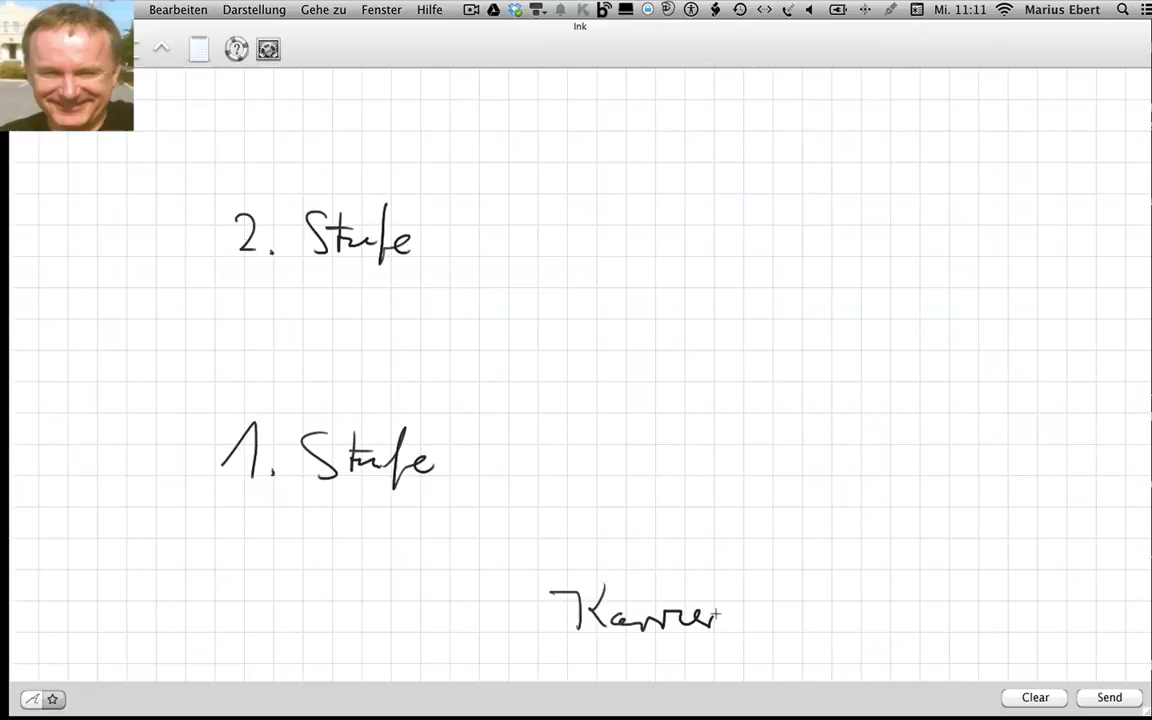 Bearbeiten Darstellung Gehe zu Fenster Hilfe Mi. 11:11 Marius Ebert
Ink
2. Stufe
1. Stufe
Clear Send